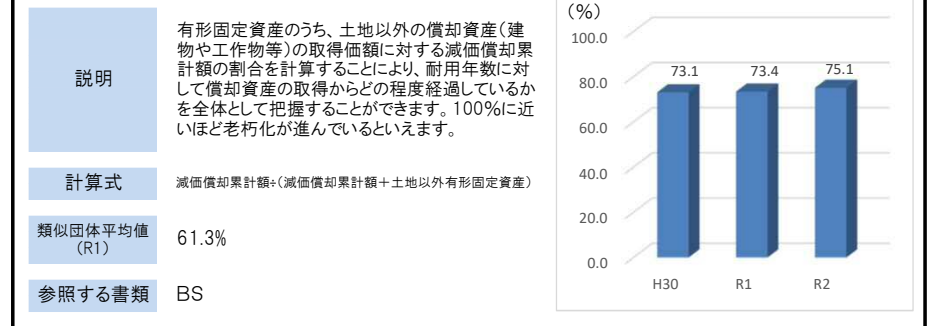 説明
有形固定資産のうち、土地以外の償却資産(建
物や工作物等)の取得価額に対する減価償却累
計額の割合を計算することにより、耐用年数に対
して償却資産の取得からどの程度経過しているか
を全体として把握することができます。100%に近
いほど老朽化が進んでいるといえます。
計算式
減価償却累計額÷(減価償却累計額+土地以外有形固定資産)
類似団体平均値
(R1)
61.3%
参照する書類
BS
(%)
100.0
80.0
60.0
40.0
20.0
0.0
73.1
73.4
75.1
H30
R1
R2